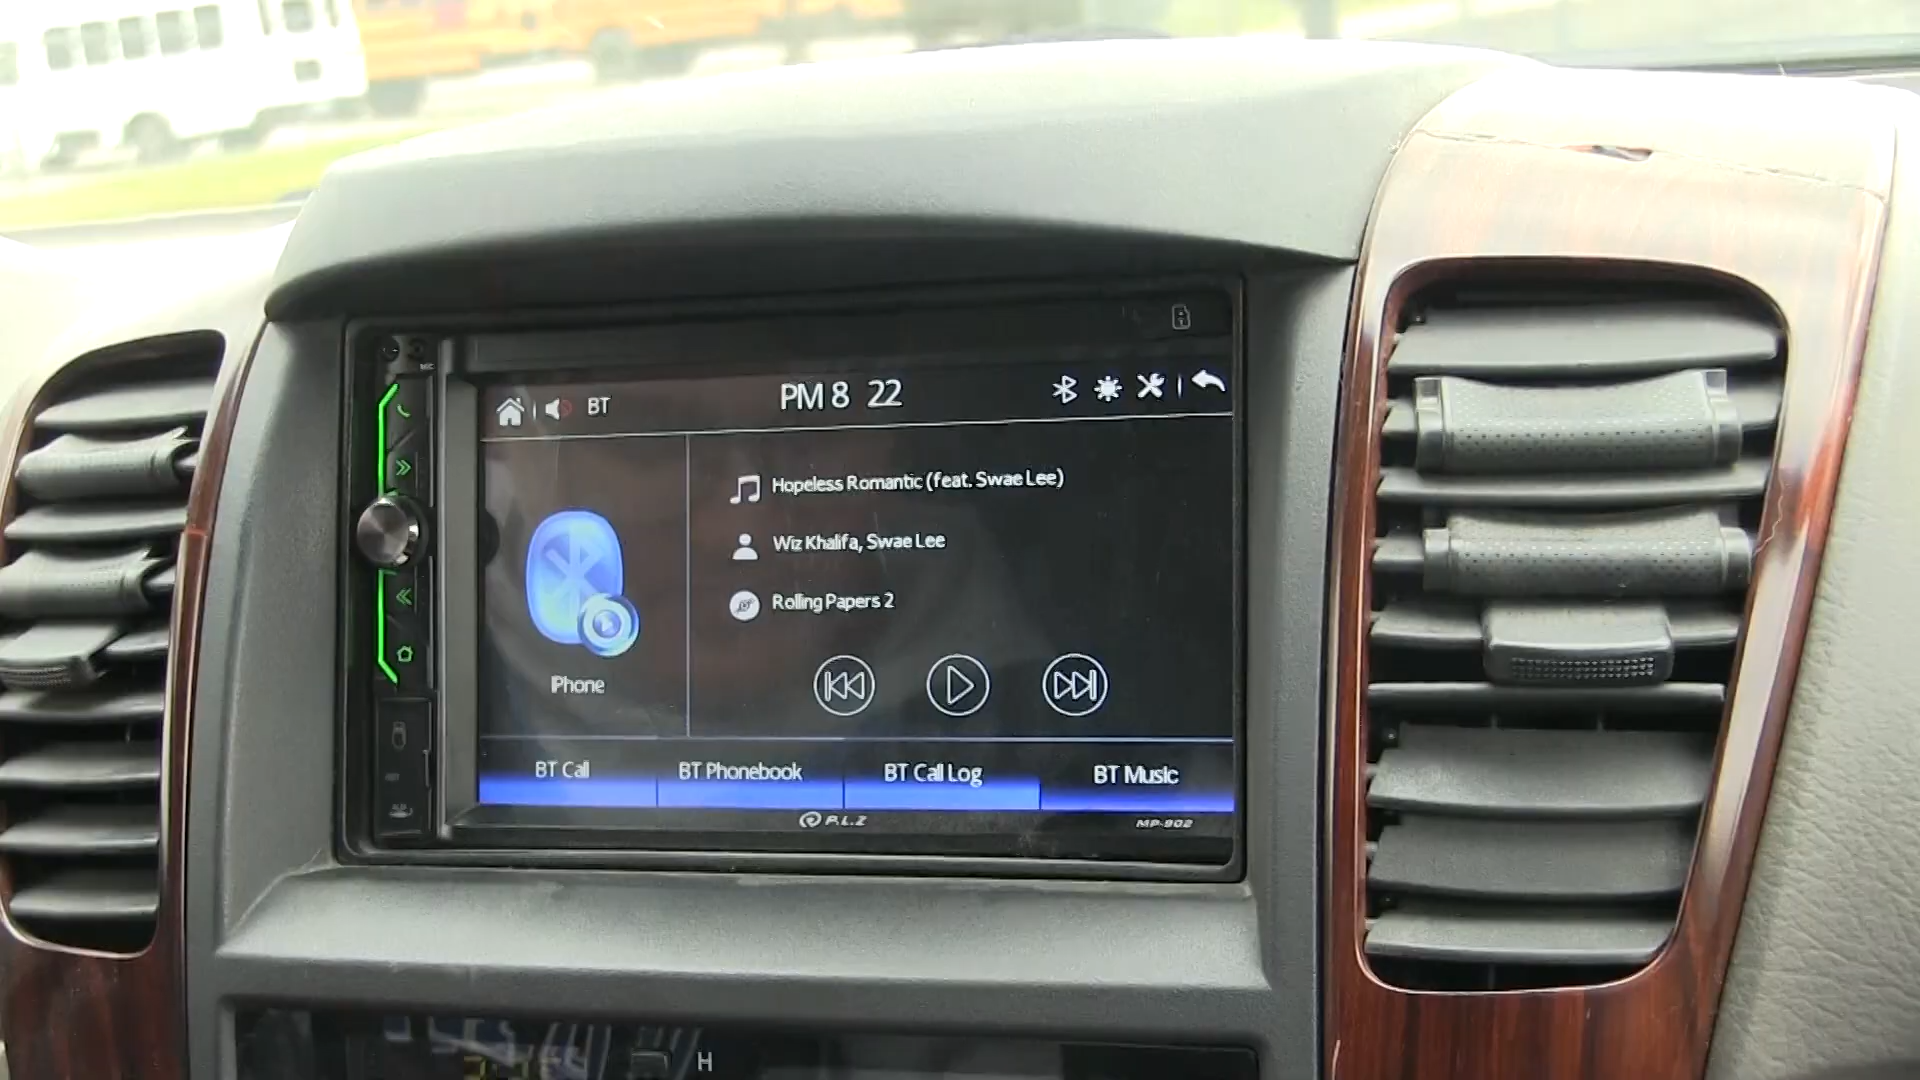 BT
PM 8 22
Hopeless Romantic (feat. Swae Lee)
Wiz Khalifa, Swae Lee
Rolling Papers 2
iPhone
BT Call
BT Phonebook
BT Call Log
BT Music
P.L.Z
MP-902
H